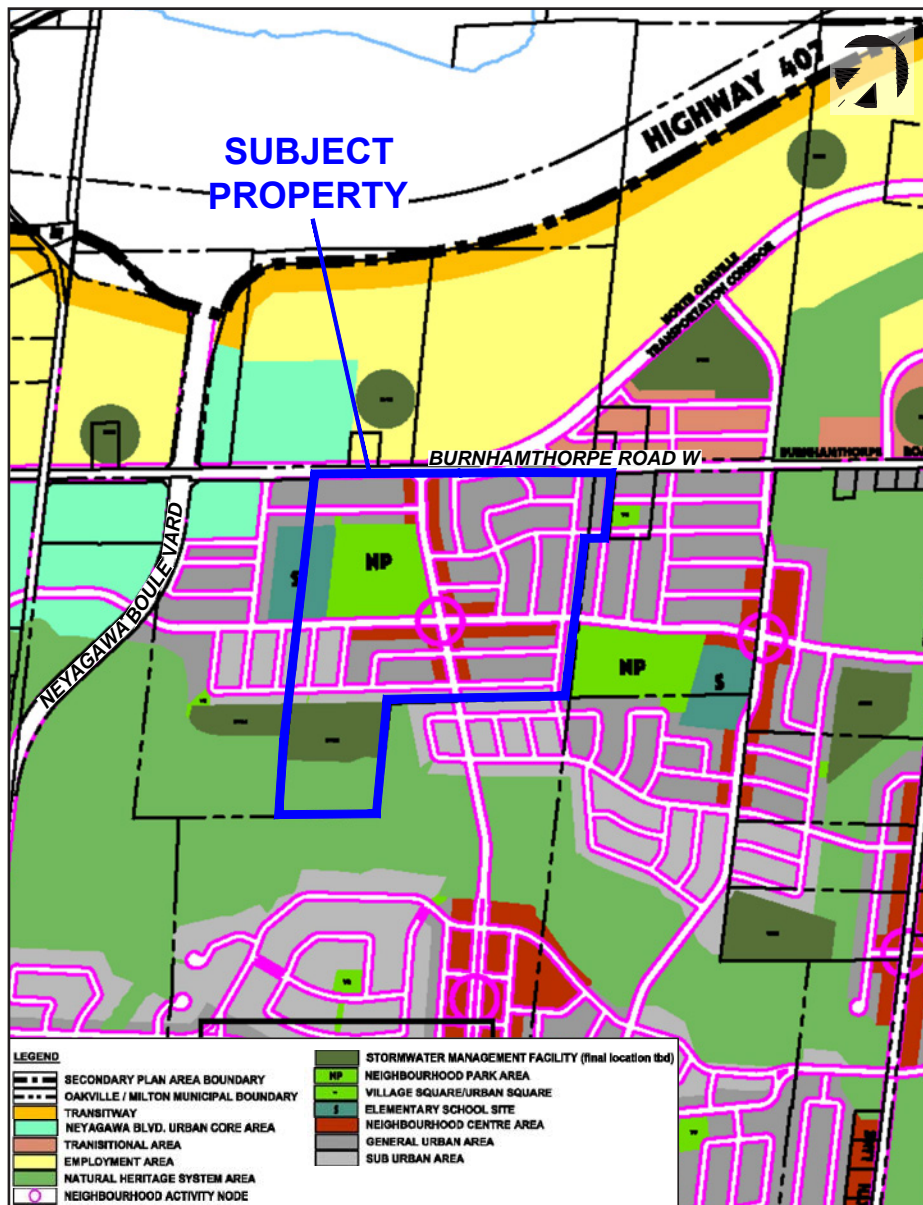 HIGHWAY 407
SUBJECT
PROPERTY
NORTH OAKVILLE
TRANSPORTATION CORRIDOR
BURNHAMTHORPE ROAD W
BURNHAMTHORPE
NEYAGAWA BOULEVARD
S
NP
NP
S
LEGEND
SECONDARY PLAN AREA BOUNDARY
OAKVILLE / MILTON MUNICIPAL BOUNDARY
TRANSITWAY
NEYAGAWA BLVD. URBAN CORE AREA
TRANISITIONAL AREA
EMPLOYMENT AREA
NATURAL HERITAGE SYSTEM AREA
NEIGHBOURHOOD ACTIVITY NODE
STORMWATER MANAGEMENT FACILITY (final location tbd)
NP NEIGHBOURHOOD PARK AREA
VILLAGE SQUARE/URBAN SQUARE
S ELEMENTARY SCHOOL SITE
NEIGHBOURHOOD CENTRE AREA
GENERAL URBAN AREA
SUB URBAN AREA